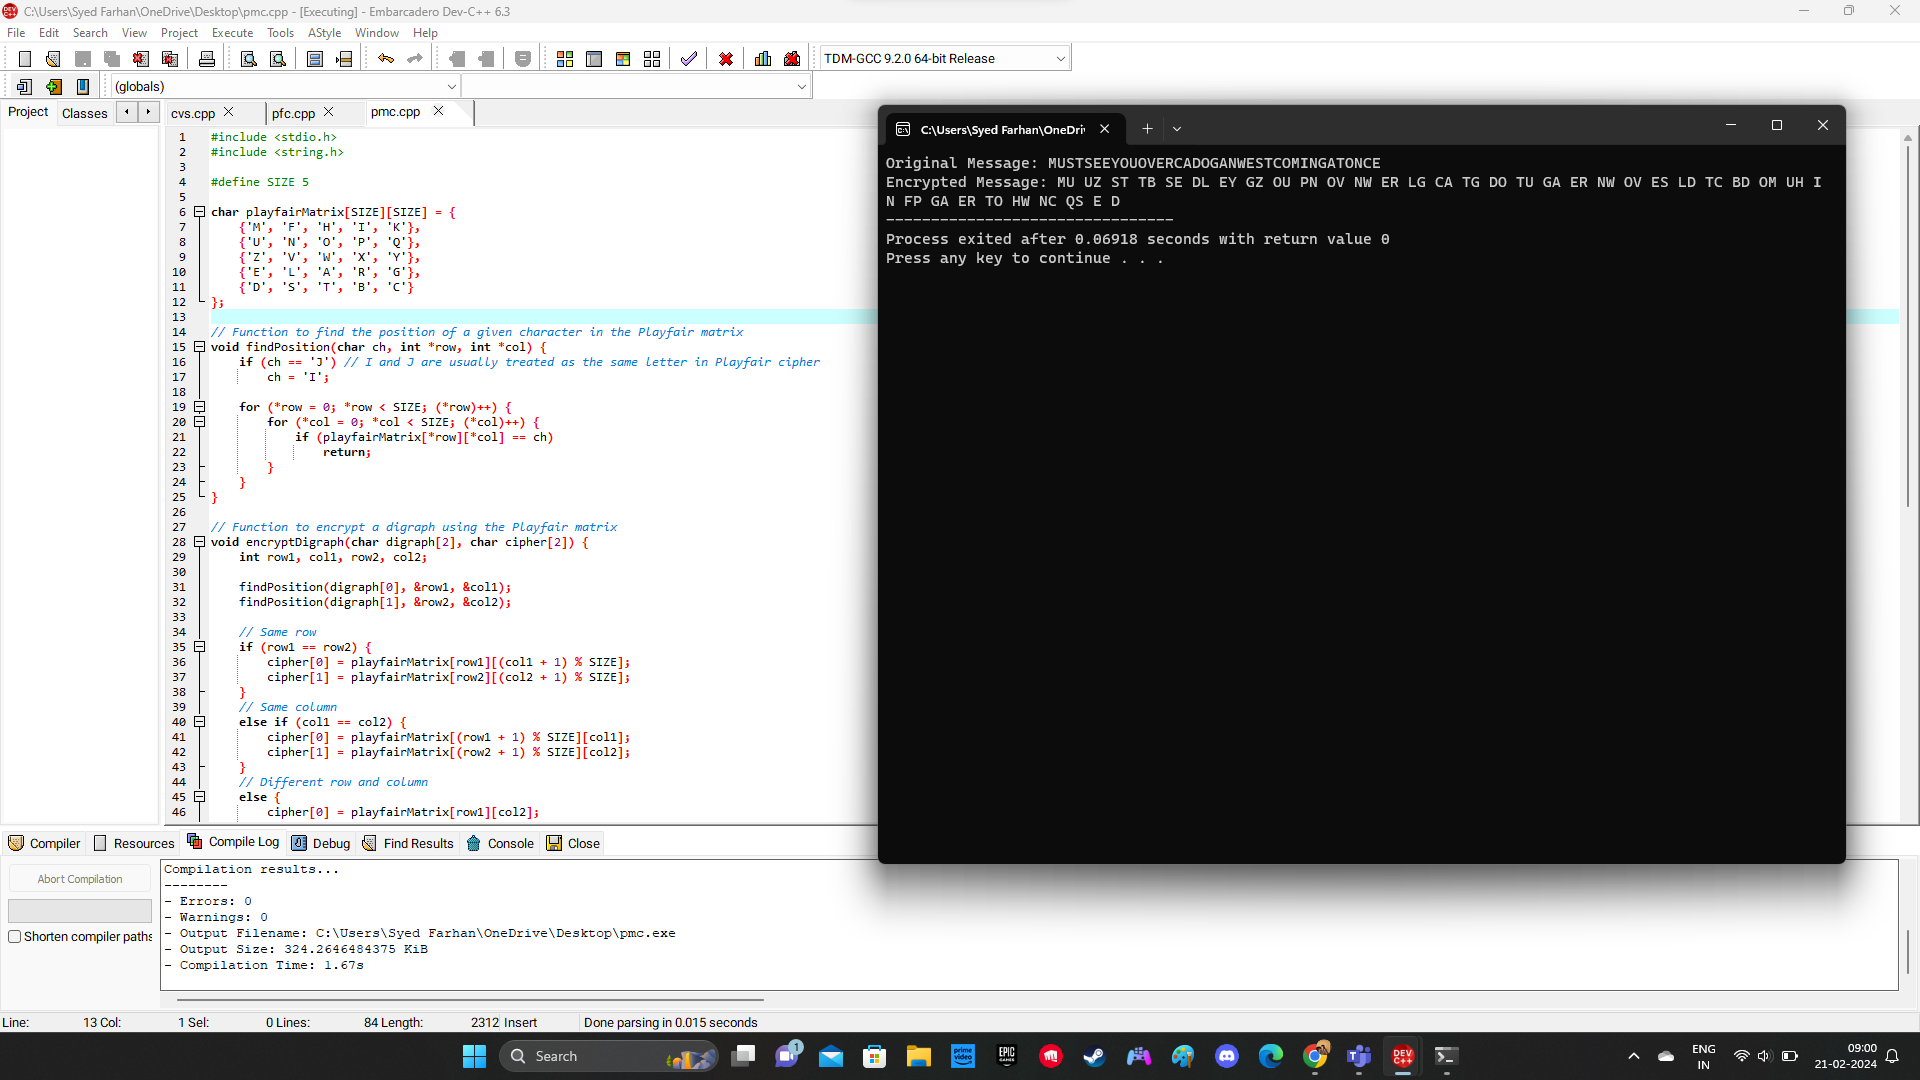 C:\Users\Syed Farhan\OneDrive\Desktop\pmc.cpp - [Executing] - Embarcadero Dev-C++ 6.3
File Edit Search View Project Execute Tools AStyle Window Help
TDM-GCC 9.2.0 64-bit Release
(globals)
Project Classes cvs.cpp pfc.cpp pmc.cpp
1 #include <stdio.h>
2 #include <string.h>
3
4 #define SIZE 5
5
6 char playfairMatrix[SIZE][SIZE] = {
7 {'M', 'F', 'H', 'I', 'K'},
8 {'U', 'N', 'O', 'P', 'Q'},
9 {'Z', 'V', 'W', 'X', 'Y'},
10 {'E', 'L', 'A', 'R', 'G'},
11 {'D', 'S', 'T', 'B', 'C'}
12 };
13
14 // Function to find the position of a given character in the Playfair matrix
15 void findPosition(char ch, int *row, int *col) {
16 if (ch == 'J') // I and J are usually treated as the same letter in Playfair cipher
17 ch = 'I';
18
19 for (*row = 0; *row < SIZE; (*row)++) {
20 for (*col = 0; *col < SIZE; (*col)++) {
21 if (playfairMatrix[*row][*col] == ch)
22 return;
23 }
24 }
25 }
26
27 // Function to encrypt a digraph using the Playfair matrix
28 void encryptDigraph(char digraph[2], char cipher[2]) {
29 int row1, col1, row2, col2;
30
31 findPosition(digraph[0], &row1, &col1);
32 findPosition(digraph[1], &row2, &col2);
33
34 // Same row
35 if (row1 == row2) {
36 cipher[0] = playfairMatrix[row1][(col1 + 1) % SIZE];
37 cipher[1] = playfairMatrix[row2][(col2 + 1) % SIZE];
38 }
39 // Same column
40 else if (col1 == col2) {
41 cipher[0] = playfairMatrix[(row1 + 1) % SIZE][col1];
42 cipher[1] = playfairMatrix[(row2 + 1) % SIZE][col2];
43 }
44 // Different row and column
45 else {
46 cipher[0] = playfairMatrix[row1][col2];
C:\Users\Syed Farhan\OneDri
Original Message: MUSTSEEYOUOVERCADOGANWESTCOMINGATONCE
Encrypted Message: MU UZ ST TB SE DL EY GZ OU PN OV NW ER LG CA TG DO TU GA ER NW OV ES LD TC BD OM UH I
N FP GA ER TO HW NC QS E D
--------------------------------
Process exited after 0.06918 seconds with return value 0
Press any key to continue . . .
Compiler Resources Compile Log Debug Find Results Console Close
Abort Compilation
Shorten compiler paths
Compilation results...
--------
- Errors: 0
- Warnings: 0
- Output Filename: C:\Users\Syed Farhan\OneDrive\Desktop\pmc.exe
- Output Size: 324.2646484375 KiB
- Compilation Time: 1.67s
Line: 13 Col: 1 Sel: 0 Lines: 84 Length: 2312 Insert Done parsing in 0.015 seconds
Search
1
prime video
EPIC GAMES
DEV C++
ENG
IN
09:00
21-02-2024